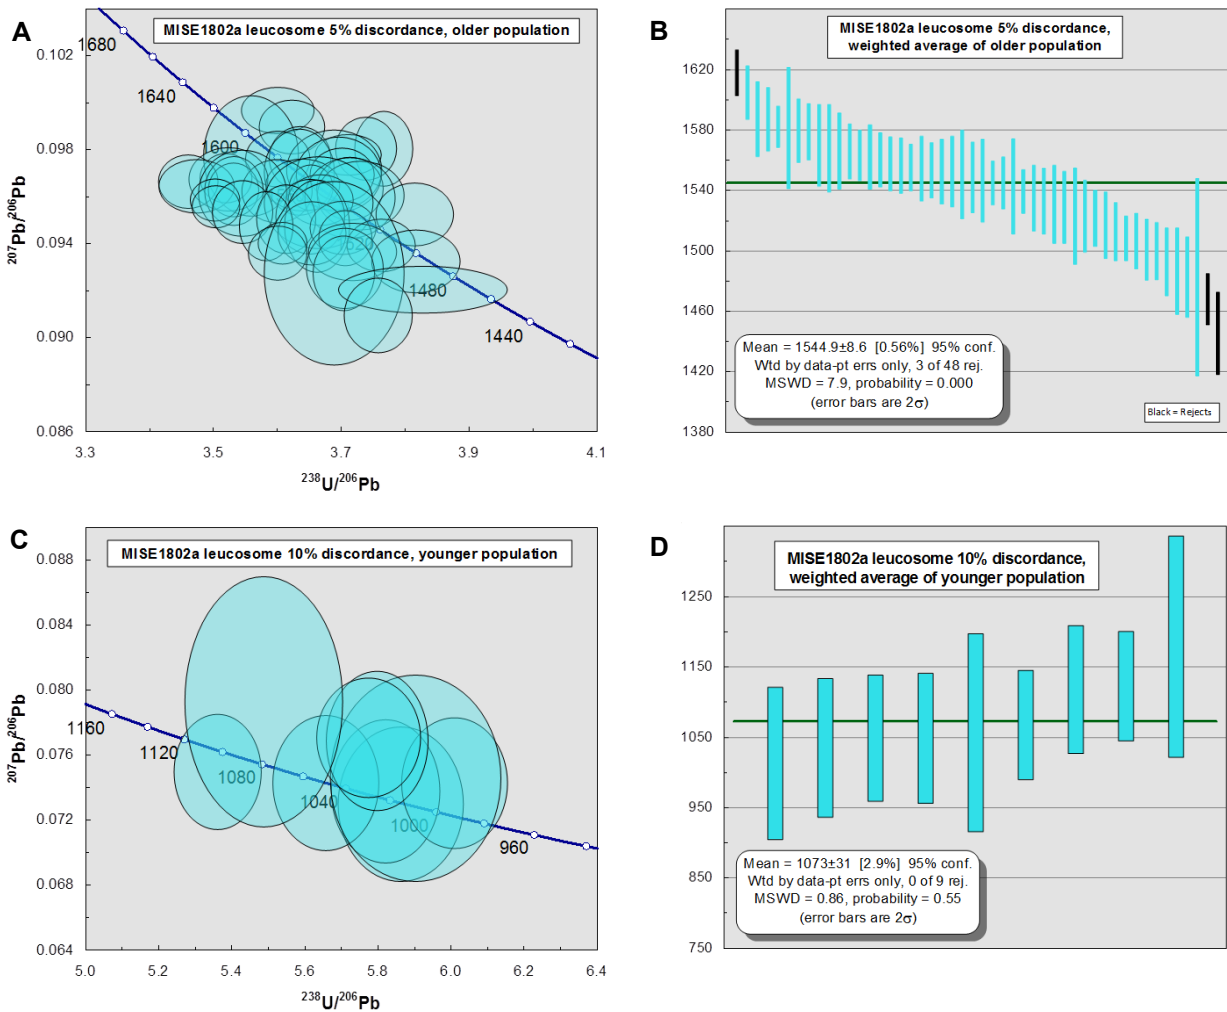 A
MISE1802a leucosome 5% discordance, older population
0.102
0.098
0.094
0.090
0.086
1680
1640
1600
1480
1440
3.3
3.5
3.7
3.9
4.1
207Pb/206Pb
238U/206Pb
B
MISE1802a leucosome 5% discordance,
weighted average of older population
1620
1580
1540
1500
1460
1420
1380
Mean = 1544.9±8.6 [0.56%] 95% conf.
Wtd by data-pt errs only, 3 of 48 rej.
MSWD = 7.9, probability = 0.000
(error bars are 2σ)
Black = Rejects
C
MISE1802a leucosome 10% discordance, younger population
0.088
0.084
0.080
0.076
0.072
0.068
0.064
1160
1120
1080
1040
1000
960
5.0
5.2
5.4
5.6
5.8
6.0
6.2
6.4
207Pb/206Pb
238U/206Pb
D
MISE1802a leucosome 10% discordance,
weighted average of younger population
1250
1150
1050
950
850
750
Mean = 1073±31 [2.9%] 95% conf.
Wtd by data-pt errs only, 0 of 9 rej.
MSWD = 0.86, probability = 0.55
(error bars are 2σ)